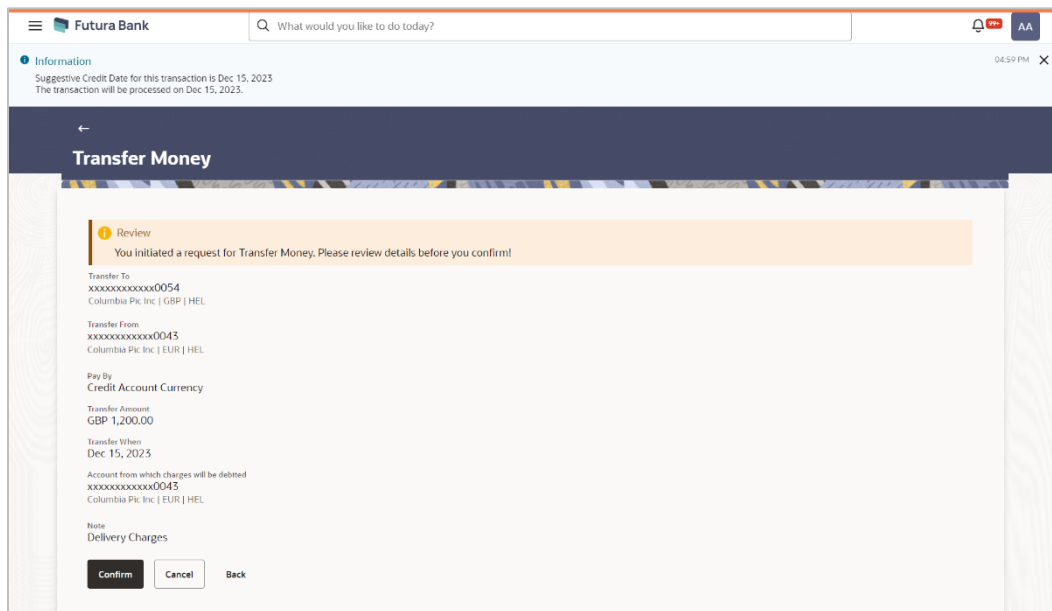 Futura Bank
What would you like to do today?
99+
AA
Information
04:59 PM
Suggestive Credit Date for this transaction is Dec 15, 2023
The transaction will be processed on Dec 15, 2023.
Transfer Money
Review
You initiated a request for Transfer Money. Please review details before you confirm!
Transfer To
xxxxxxxxxxxx0054
Columbia Pic Inc | GBP | HEL
Transfer From
xxxxxxxxxxxx0043
Columbia Pic Inc | EUR | HEL
Pay By
Credit Account Currency
Transfer Amount
GBP 1,200.00
Transfer When
Dec 15, 2023
Account from which charges will be debited
xxxxxxxxxxxx0043
Columbia Pic Inc | EUR | HEL
Note
Delivery Charges
Confirm Cancel Back